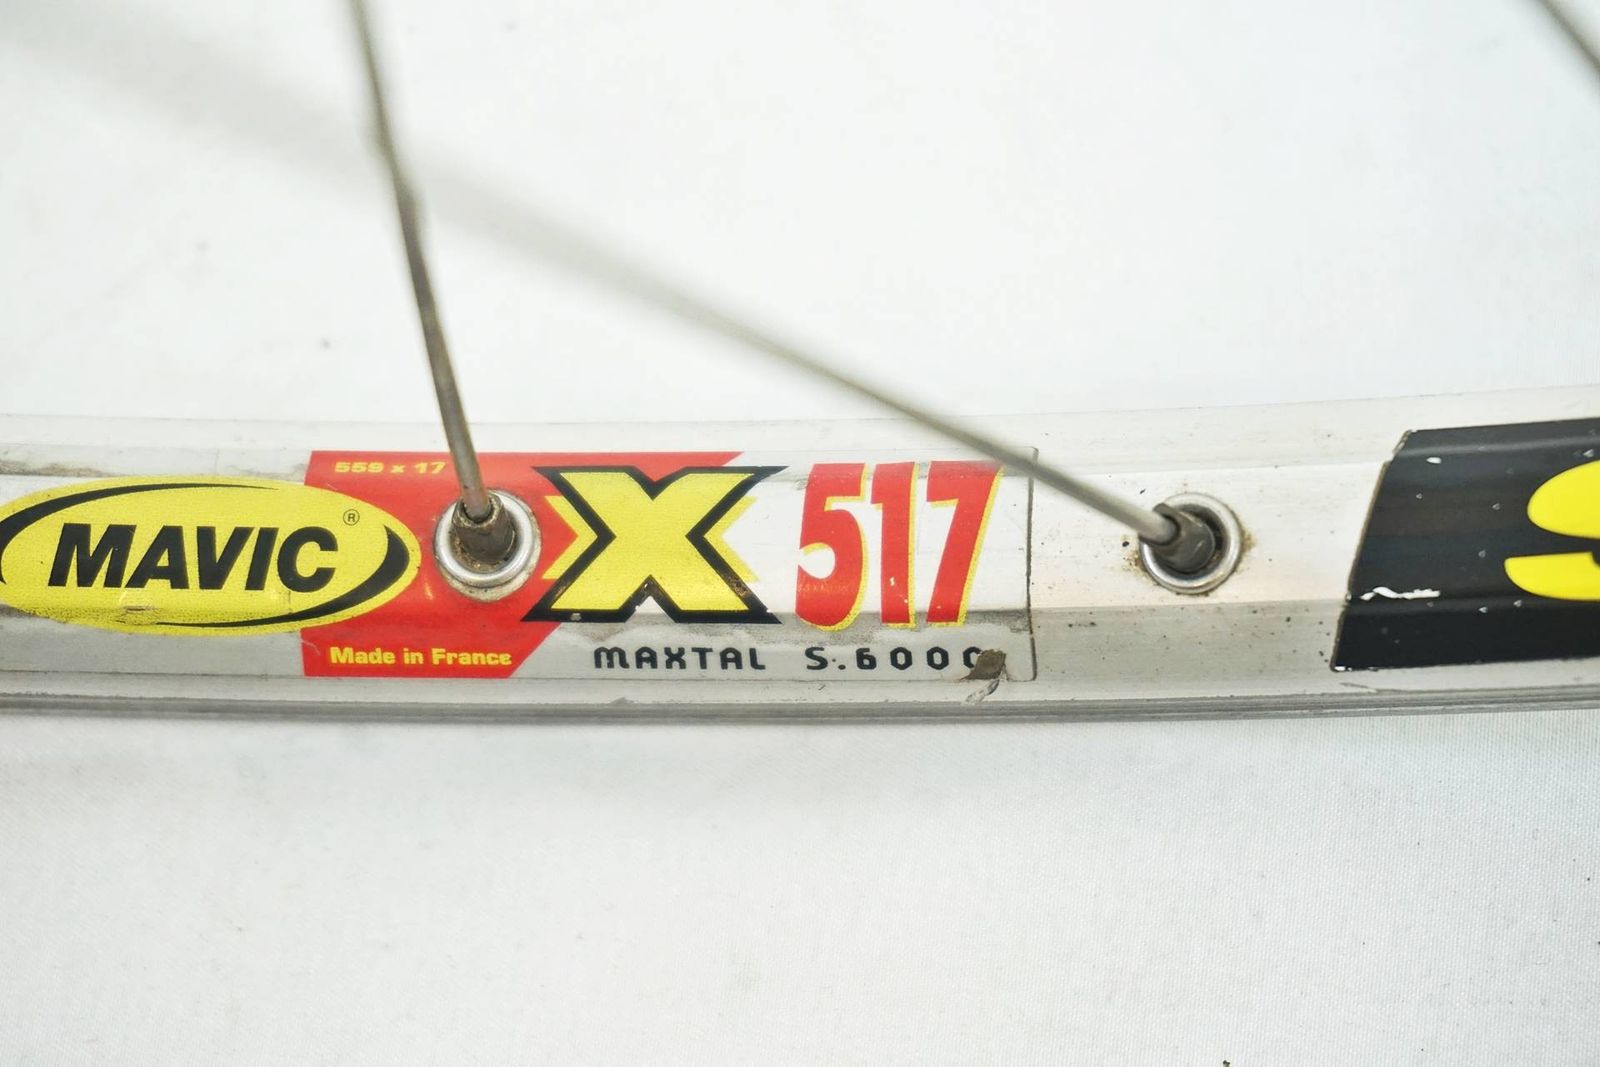 559 x 17
MAVIC®
X 517
Made in France
MAXTAL S.6000